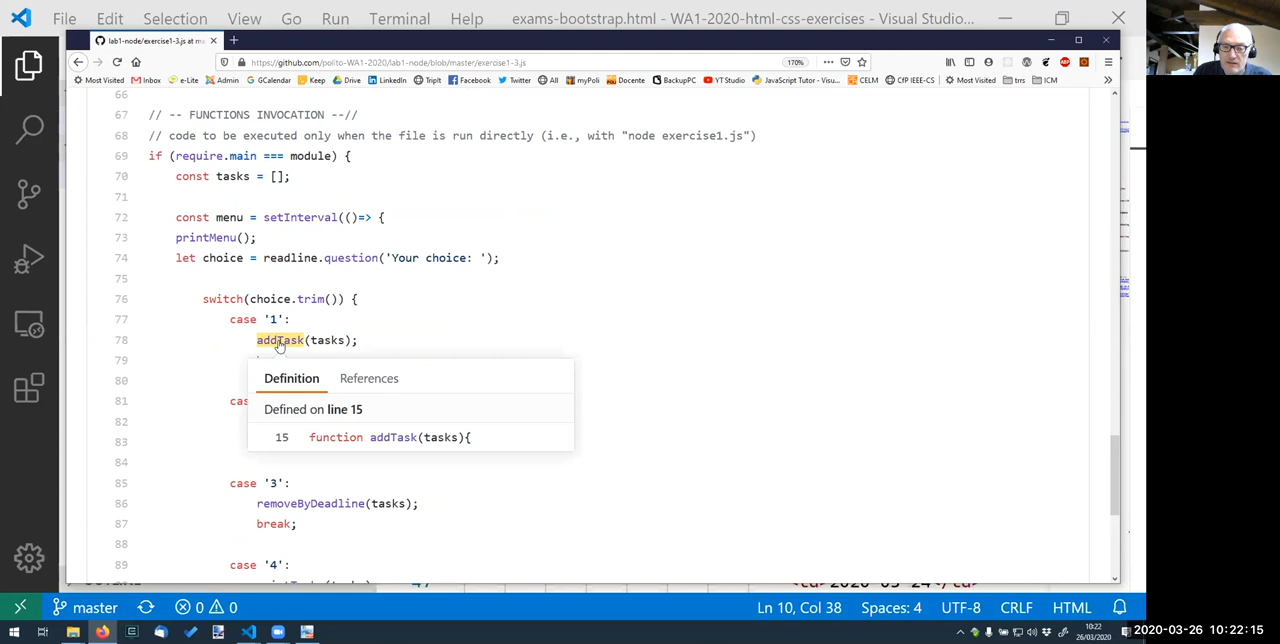 File Edit Selection View Go Run Terminal Help exams-bootstrap.html - WA1-2020-html-css-exercises - Visual Studio...
lab1-node/exercise1-3.js at ma
https://github.com/polito-WA1-2020/lab1-node/blob/master/exercise1-3.js
170%
Most Visited Inbox e-Lite Admin GCalendar Keep Drive LinkedIn TripIt Facebook Twitter All myPoli Docente BackupPC YT Studio JavaScript Tutor - Visu... CELM CfP IEEE-CS Most Visited trrs ICM
66
67 // -- FUNCTIONS INVOCATION --//
68 // code to be executed only when the file is run directly (i.e., with "node exercise1.js")
69 if (require.main === module) {
70 const tasks = [];
71
72 const menu = setInterval(()=> {
73 printMenu();
74 let choice = readline.question('Your choice: ');
75
76 switch(choice.trim()) {
77 case '1':
78 addTask(tasks);
79
80
81 cas
82
83
84
Definition References
Defined on line 15
15 function addTask(tasks){
85 case '3':
86 removeByDeadline(tasks);
87 break;
88
89 case '4':
master 0 0 Ln 10, Col 38 Spaces: 4 UTF-8 CRLF HTML
10:22
26/03/2020
2020-03-26 10:22:15